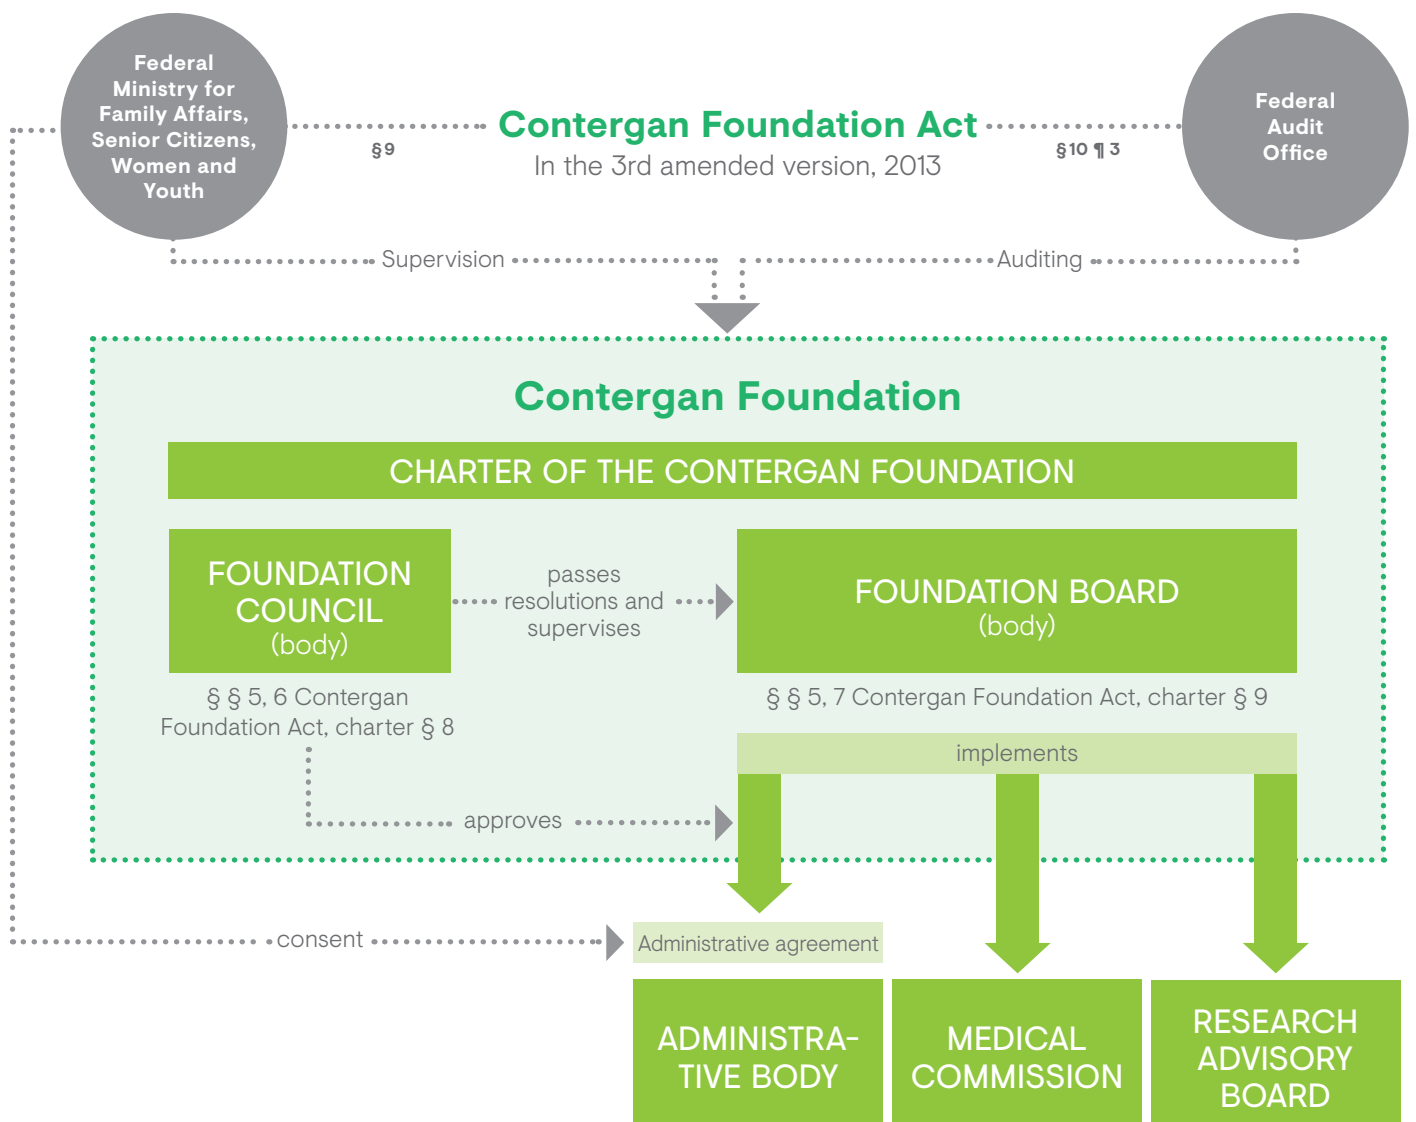 Federal
Ministry for
Family Affairs,
Senior Citizens,
Women and
Youth
§ 9
Contergan Foundation Act
In the 3rd amended version, 2013
§ 10 ¶ 3
Federal
Audit
Office
Supervision
Auditing
Contergan Foundation
CHARTER OF THE CONTERGAN FOUNDATION
FOUNDATION
COUNCIL
(body)
passes
resolutions and
supervises
FOUNDATION BOARD
(body)
§ § 5, 6 Contergan
Foundation Act, charter § 8
§ § 5, 7 Contergan Foundation Act, charter § 9
implements
approves
consent
Administrative agreement
ADMINISTRA-
TIVE BODY
MEDICAL
COMMISSION
RESEARCH
ADVISORY
BOARD